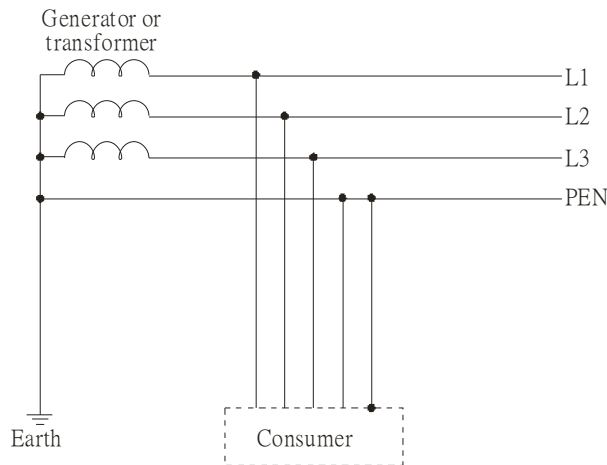 Generator or
transformer
L1
L2
L3
PEN
Earth
Consumer